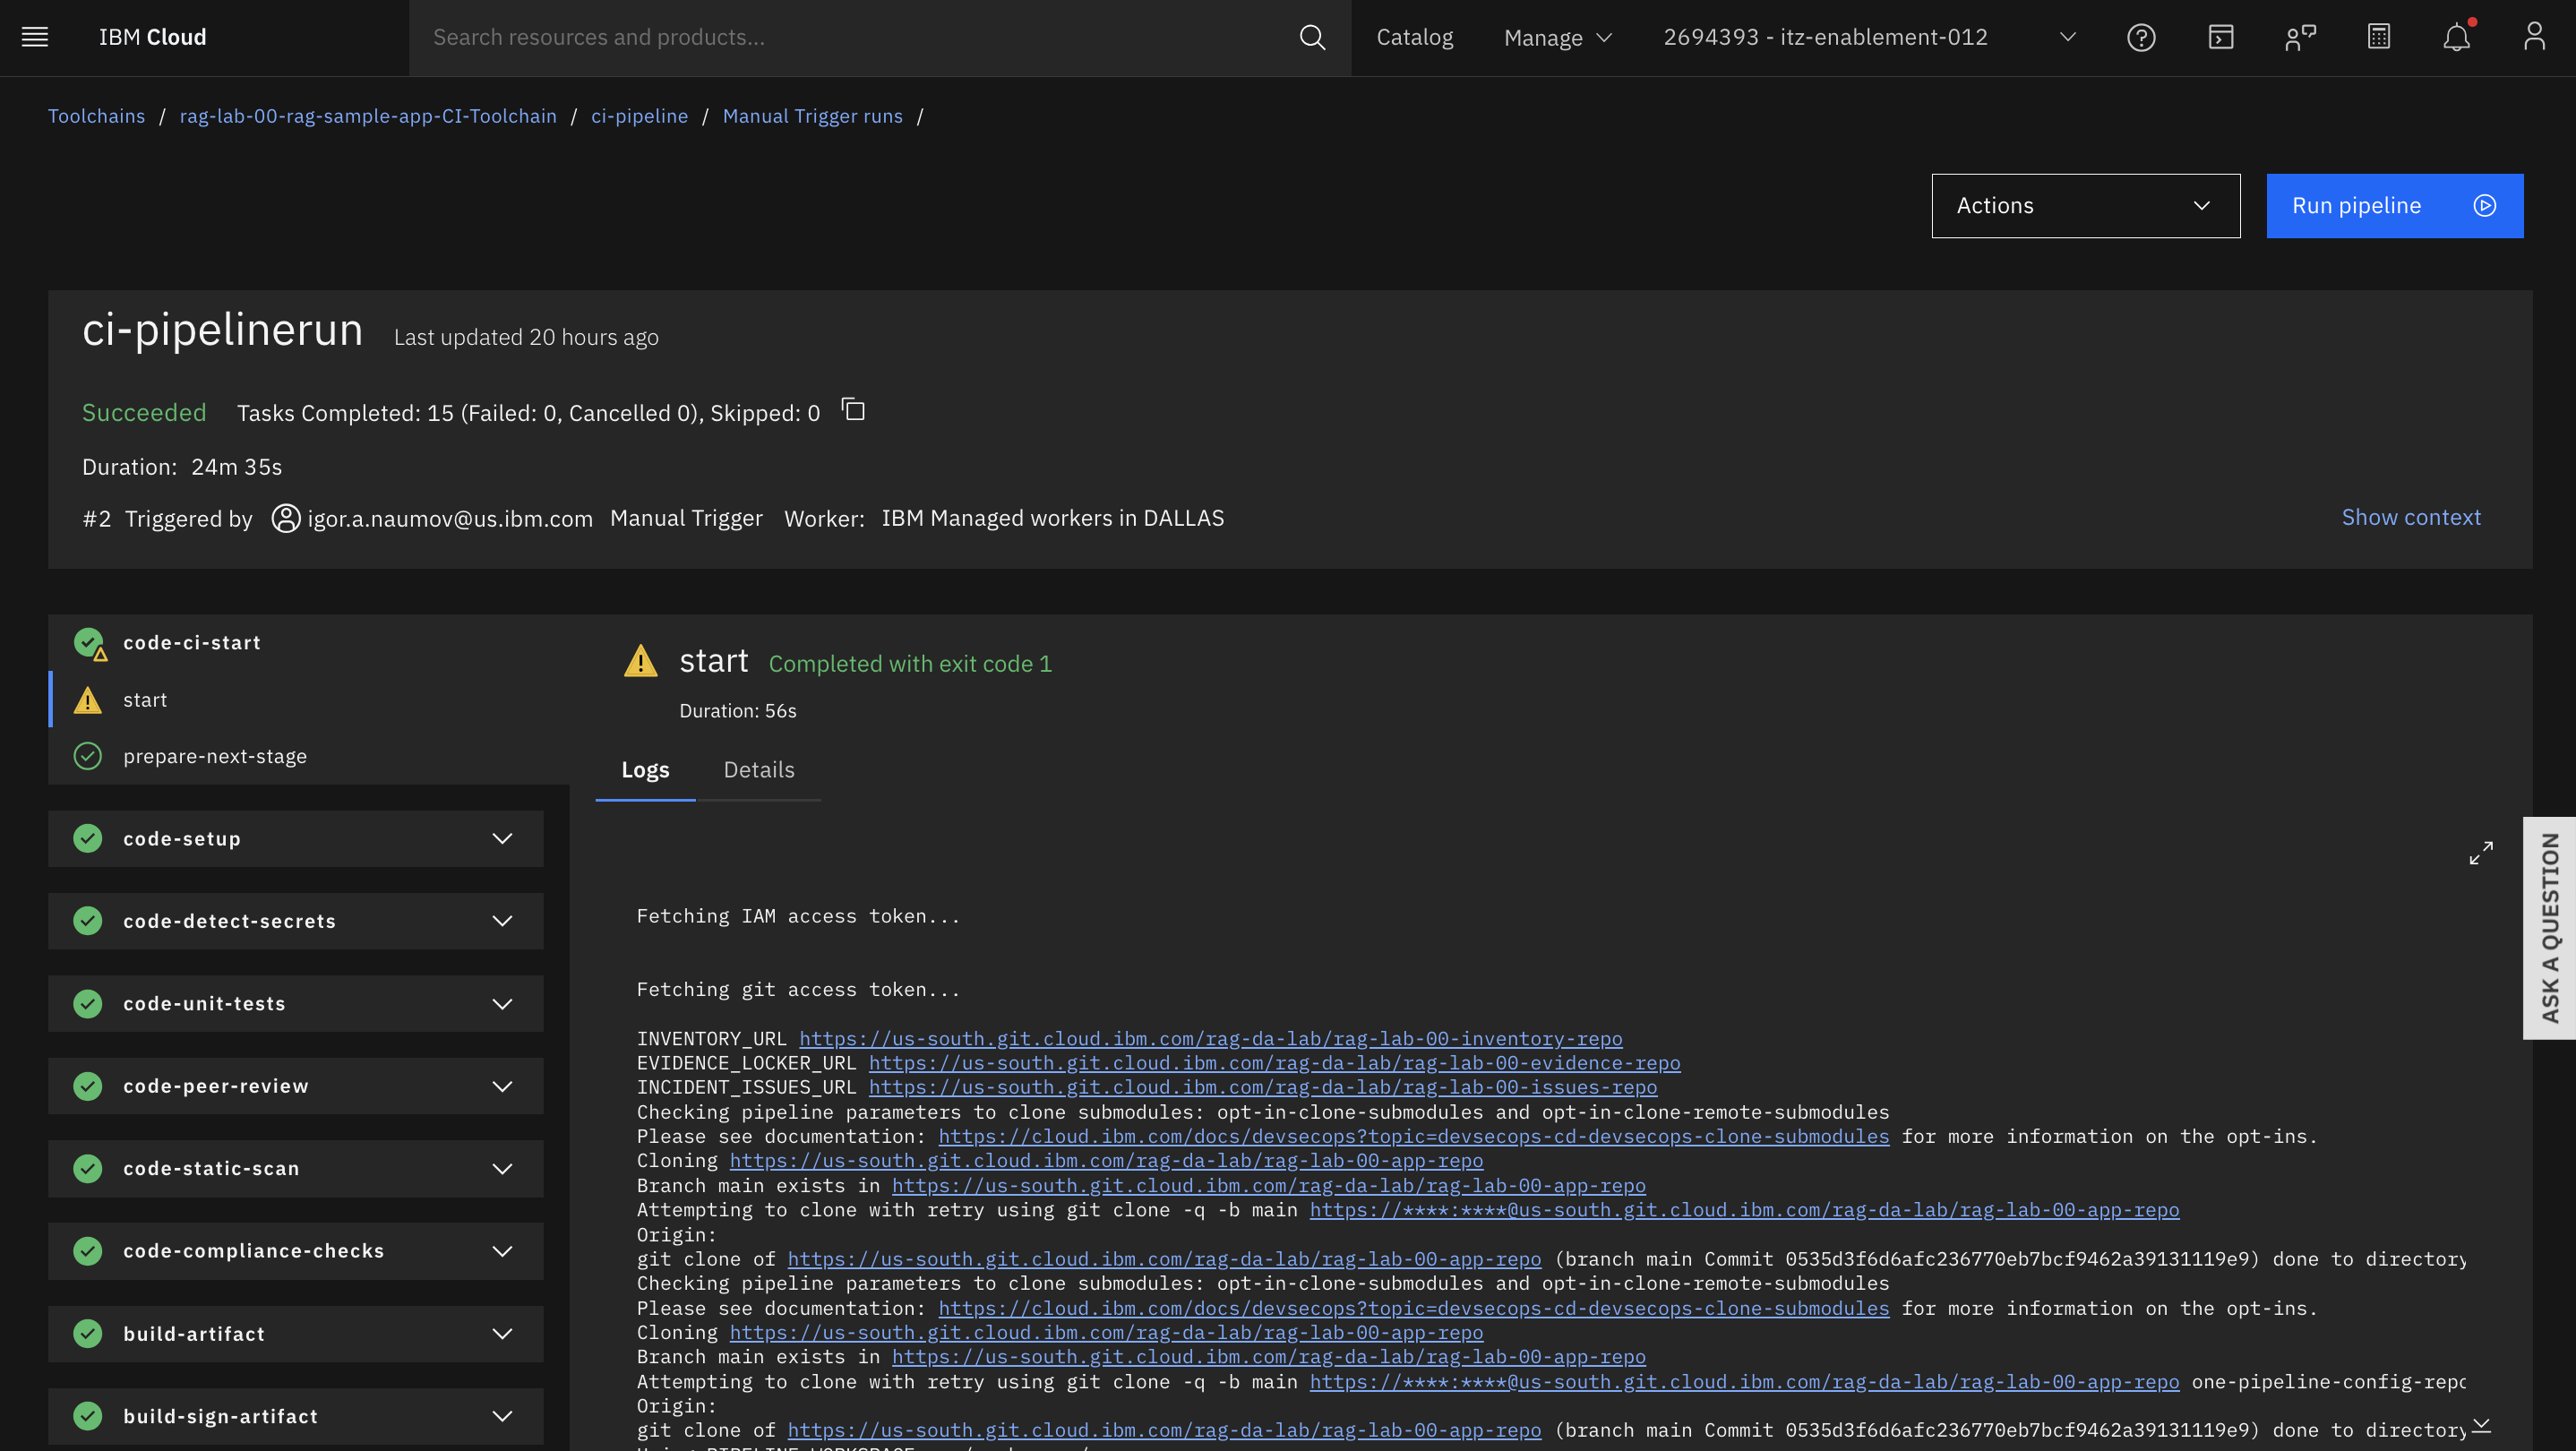 IBM Cloud
Search resources and products...
Catalog
Manage
2694393 - itz-enablement-012
Toolchains / rag-lab-00-rag-sample-app-CI-Toolchain / ci-pipeline / Manual Trigger runs /
Actions
Run pipeline
ci-pipelinerun Last updated 20 hours ago
Succeeded Tasks Completed: 15 (Failed: 0, Cancelled 0), Skipped: 0
Duration: 24m 35s
#2 Triggered by igor.a.naumov@us.ibm.com Manual Trigger Worker: IBM Managed workers in DALLAS
Show context
code-ci-start
start
prepare-next-stage
code-setup
code-detect-secrets
code-unit-tests
code-peer-review
code-static-scan
code-compliance-checks
build-artifact
build-sign-artifact
start Completed with exit code 1
Duration: 56s
Logs Details
Fetching IAM access token...
Fetching git access token...
INVENTORY_URL https://us-south.git.cloud.ibm.com/rag-da-lab/rag-lab-00-inventory-repo
EVIDENCE_LOCKER_URL https://us-south.git.cloud.ibm.com/rag-da-lab/rag-lab-00-evidence-repo
INCIDENT_ISSUES_URL https://us-south.git.cloud.ibm.com/rag-da-lab/rag-lab-00-issues-repo
Checking pipeline parameters to clone submodules: opt-in-clone-submodules and opt-in-clone-remote-submodules
Please see documentation: https://cloud.ibm.com/docs/devsecops?topic=devsecops-cd-devsecops-clone-submodules for more information on the opt-ins.
Cloning https://us-south.git.cloud.ibm.com/rag-da-lab/rag-lab-00-app-repo
Branch main exists in https://us-south.git.cloud.ibm.com/rag-da-lab/rag-lab-00-app-repo
Attempting to clone with retry using git clone -q -b main https://****:****@us-south.git.cloud.ibm.com/rag-da-lab/rag-lab-00-app-repo
Origin:
git clone of https://us-south.git.cloud.ibm.com/rag-da-lab/rag-lab-00-app-repo (branch main Commit 0535d3f6d6afc236770eb7bcf9462a39131119e9) done to directory
Checking pipeline parameters to clone submodules: opt-in-clone-submodules and opt-in-clone-remote-submodules
Please see documentation: https://cloud.ibm.com/docs/devsecops?topic=devsecops-cd-devsecops-clone-submodules for more information on the opt-ins.
Cloning https://us-south.git.cloud.ibm.com/rag-da-lab/rag-lab-00-app-repo
Branch main exists in https://us-south.git.cloud.ibm.com/rag-da-lab/rag-lab-00-app-repo
Attempting to clone with retry using git clone -q -b main https://****:****@us-south.git.cloud.ibm.com/rag-da-lab/rag-lab-00-app-repo one-pipeline-config-repo
Origin:
git clone of https://us-south.git.cloud.ibm.com/rag-da-lab/rag-lab-00-app-repo (branch main Commit 0535d3f6d6afc236770eb7bcf9462a39131119e9) done to directory
ASK A QUESTION